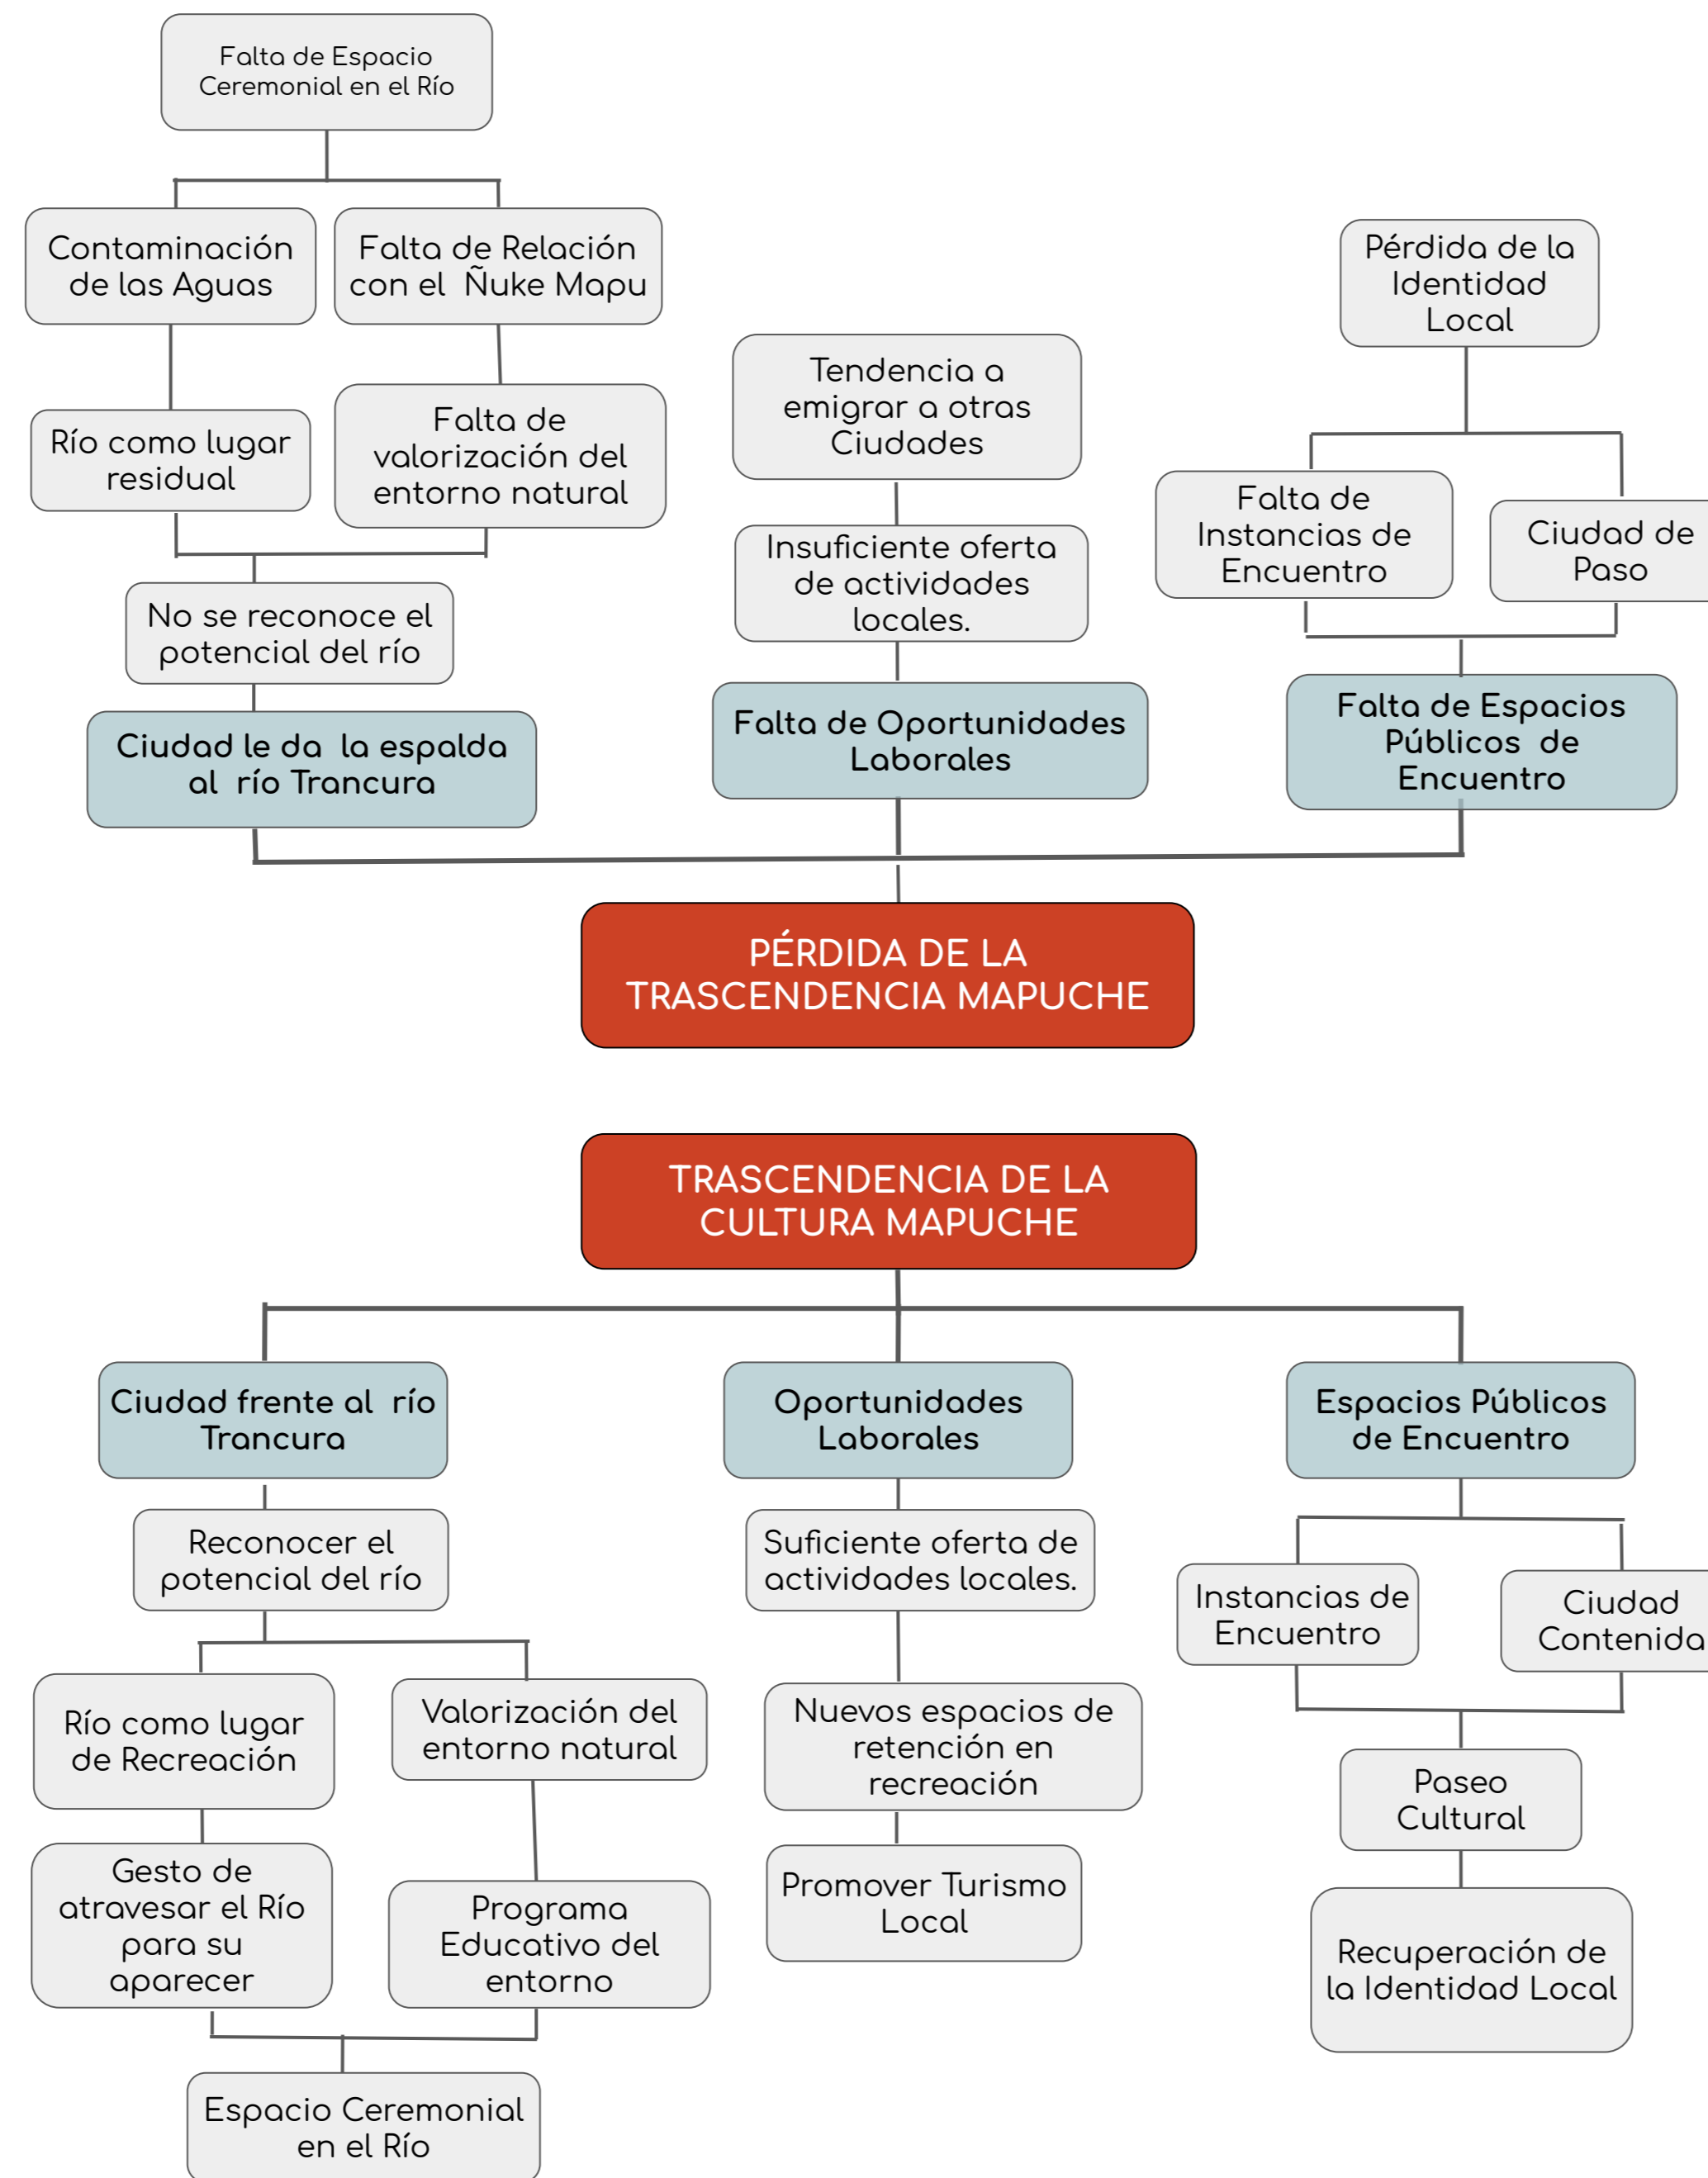 Falta de Espacio
Ceremonial en el Río
Contaminación
de las Aguas
Falta de Relación
con el Ñuke Mapu
Río como lugar
residual
Falta de
valorización del
entorno natural
No se reconoce el
potencial del río
Ciudad le da la espalda
al río Trancura
Tendencia a
emigrar a otras
Ciudades
Insuficiente oferta
de actividades
locales.
Falta de Oportunidades
Laborales
Pérdida de la
Identidad
Local
Falta de
Instancias de
Encuentro
Ciudad de
Paso
Falta de Espacios
Públicos de
Encuentro
PÉRDIDA DE LA
TRASCENDENCIA MAPUCHE
TRASCENDENCIA DE LA
CULTURA MAPUCHE
Ciudad frente al río
Trancura
Reconocer el
potencial del río
Río como lugar
de Recreación
Valorización del
entorno natural
Gesto de
atravesar el Río
para su
aparecer
Programa
Educativo del
entorno
Espacio Ceremonial
en el Río
Oportunidades
Laborales
Suficiente oferta de
actividades locales.
Nuevos espacios de
retención en
recreación
Promover Turismo
Local
Espacios Públicos
de Encuentro
Instancias de
Encuentro
Ciudad
Contenida
Paseo
Cultural
Recuperación de
la Identidad Local